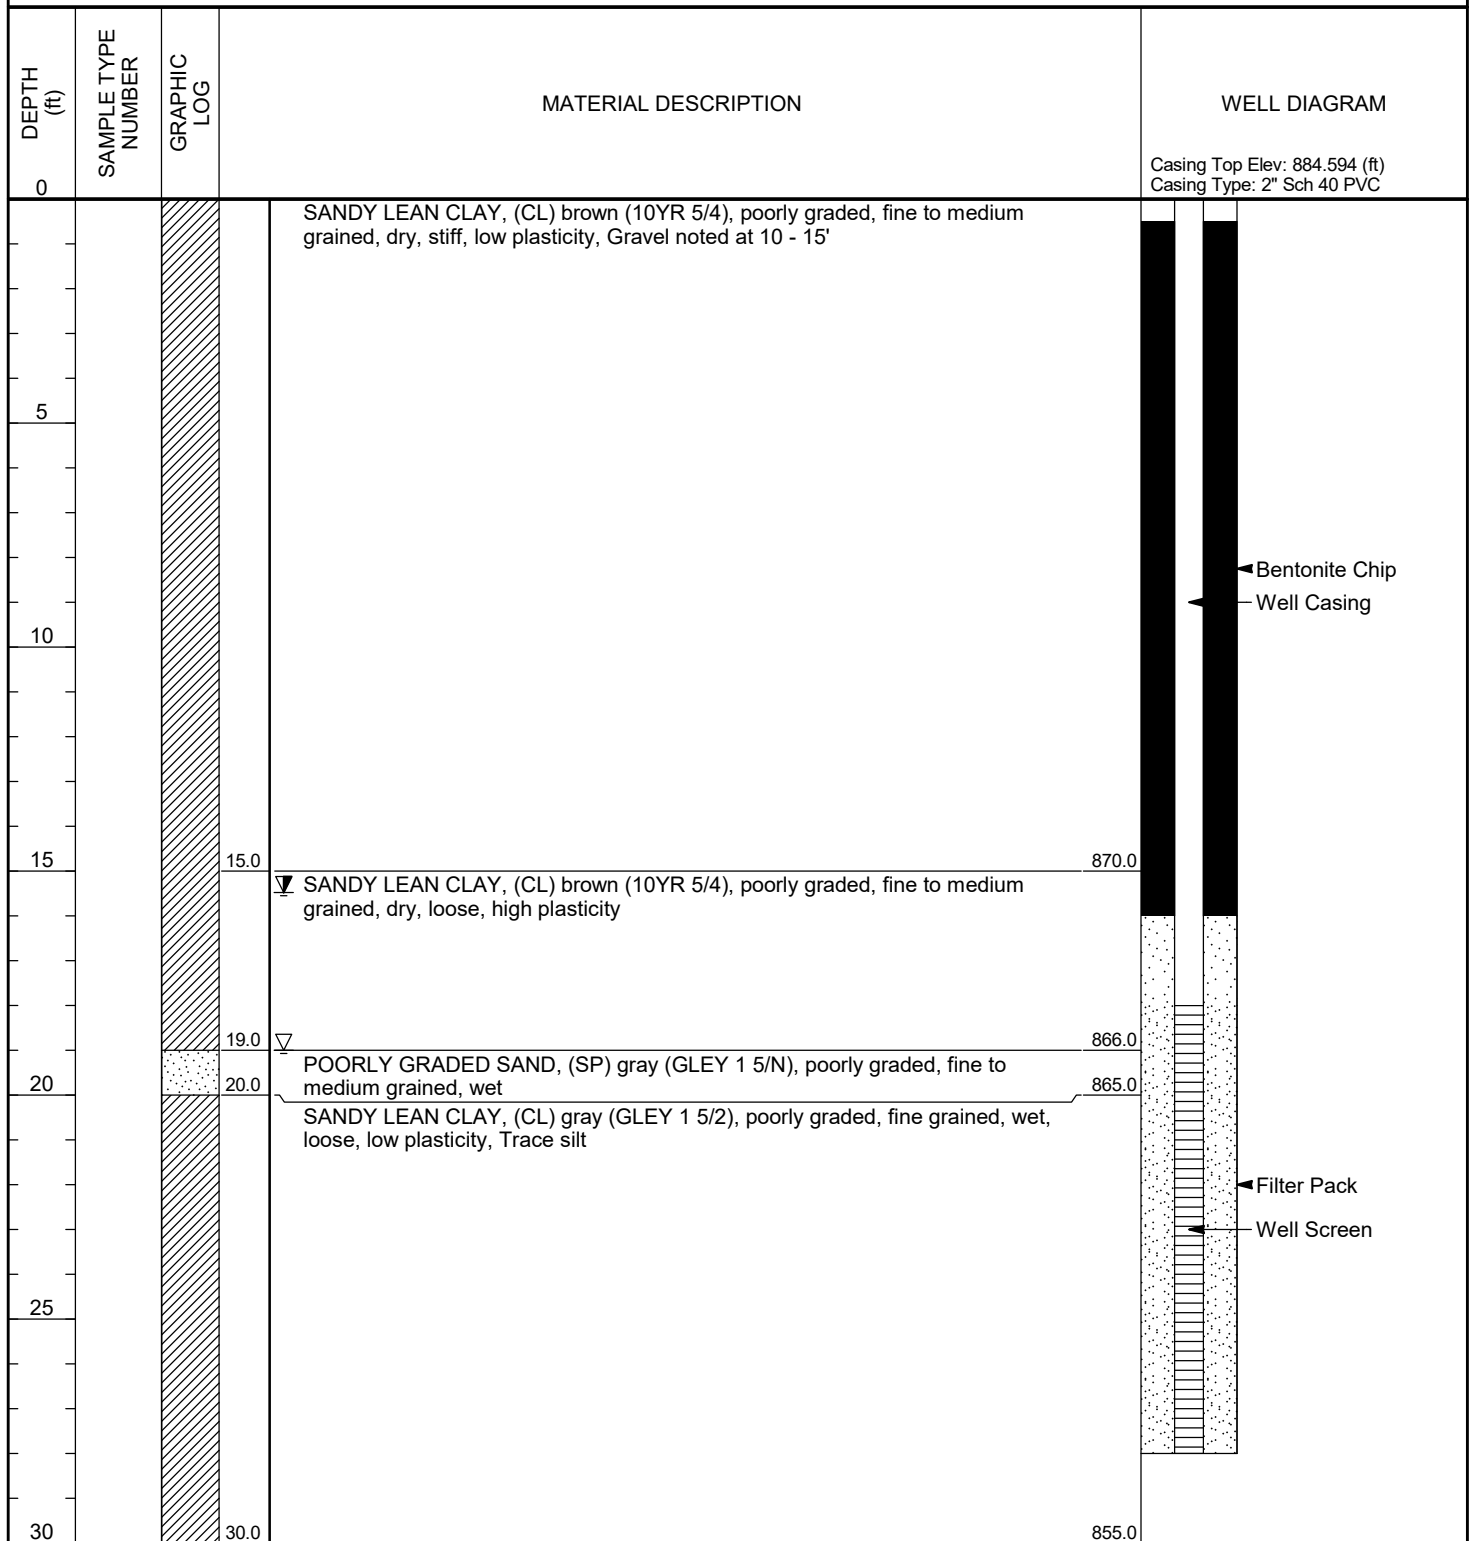 DEPTH
(ft)
SAMPLE TYPE
NUMBER
GRAPHIC
LOG
MATERIAL DESCRIPTION
WELL DIAGRAM
Casing Top Elev: 884.594 (ft)
Casing Type: 2" Sch 40 PVC
0
SANDY LEAN CLAY, (CL) brown (10YR 5/4), poorly graded, fine to medium
grained, dry, stiff, low plasticity, Gravel noted at 10 - 15'
5
Bentonite Chip
Well Casing
10
15
15.0
870.0
SANDY LEAN CLAY, (CL) brown (10YR 5/4), poorly graded, fine to medium
grained, dry, loose, high plasticity
19.0
866.0
POORLY GRADED SAND, (SP) gray (GLEY 1 5/N), poorly graded, fine to
medium grained, wet
20
20.0
865.0
SANDY LEAN CLAY, (CL) gray (GLEY 1 5/2), poorly graded, fine grained, wet,
loose, low plasticity, Trace silt
Filter Pack
Well Screen
25
30
30.0
855.0